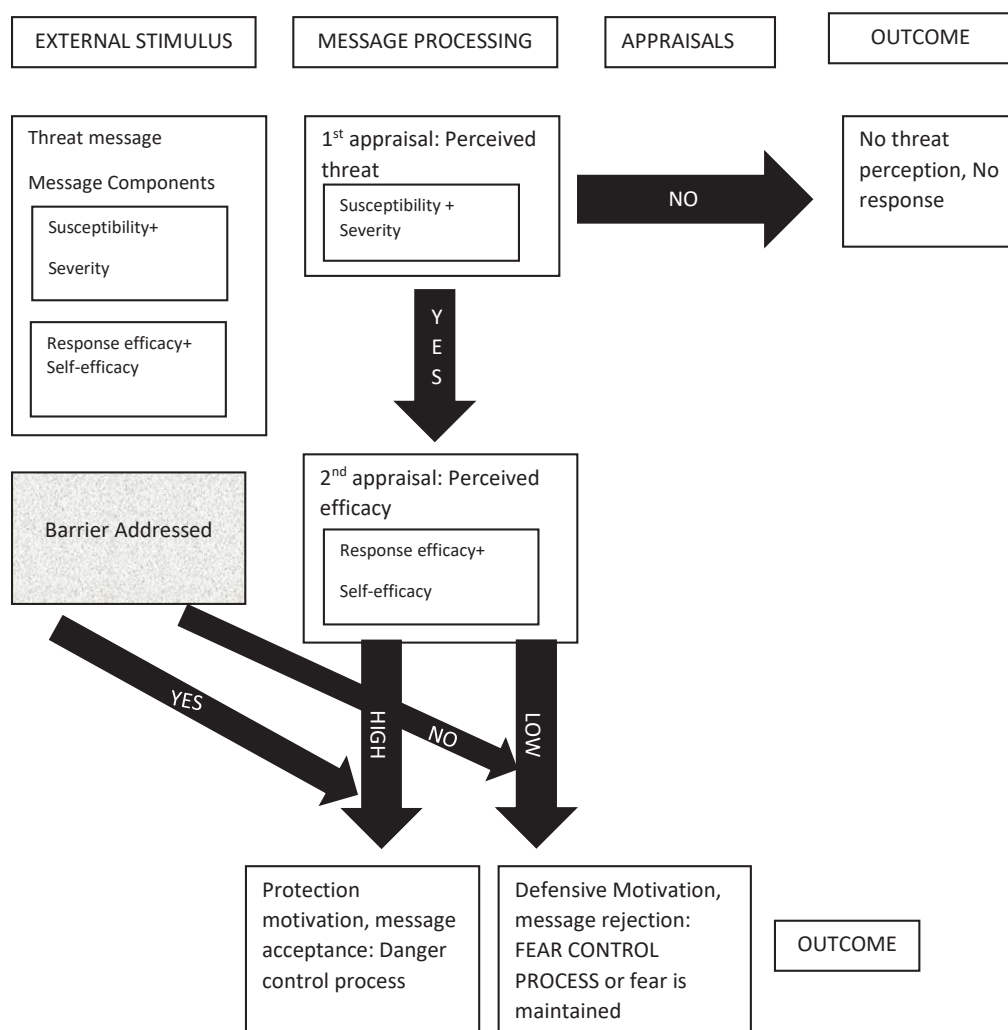 EXTERNAL STIMULUS
MESSAGE PROCESSING
APPRAISALS
OUTCOME
Threat message
Message Components
Susceptibility+
Severity
Response efficacy+
Self-efficacy
1st appraisal: Perceived
threat
Susceptibility +
Severity
NO
No threat
perception, No
response
YES
2nd appraisal: Perceived
efficacy
Response efficacy+
Self-efficacy
Barrier Addressed
YES
NO
HIGH
LOW
Protection
motivation, message
acceptance: Danger
control process
Defensive Motivation,
message rejection:
FEAR CONTROL
PROCESS or fear is
maintained
OUTCOME